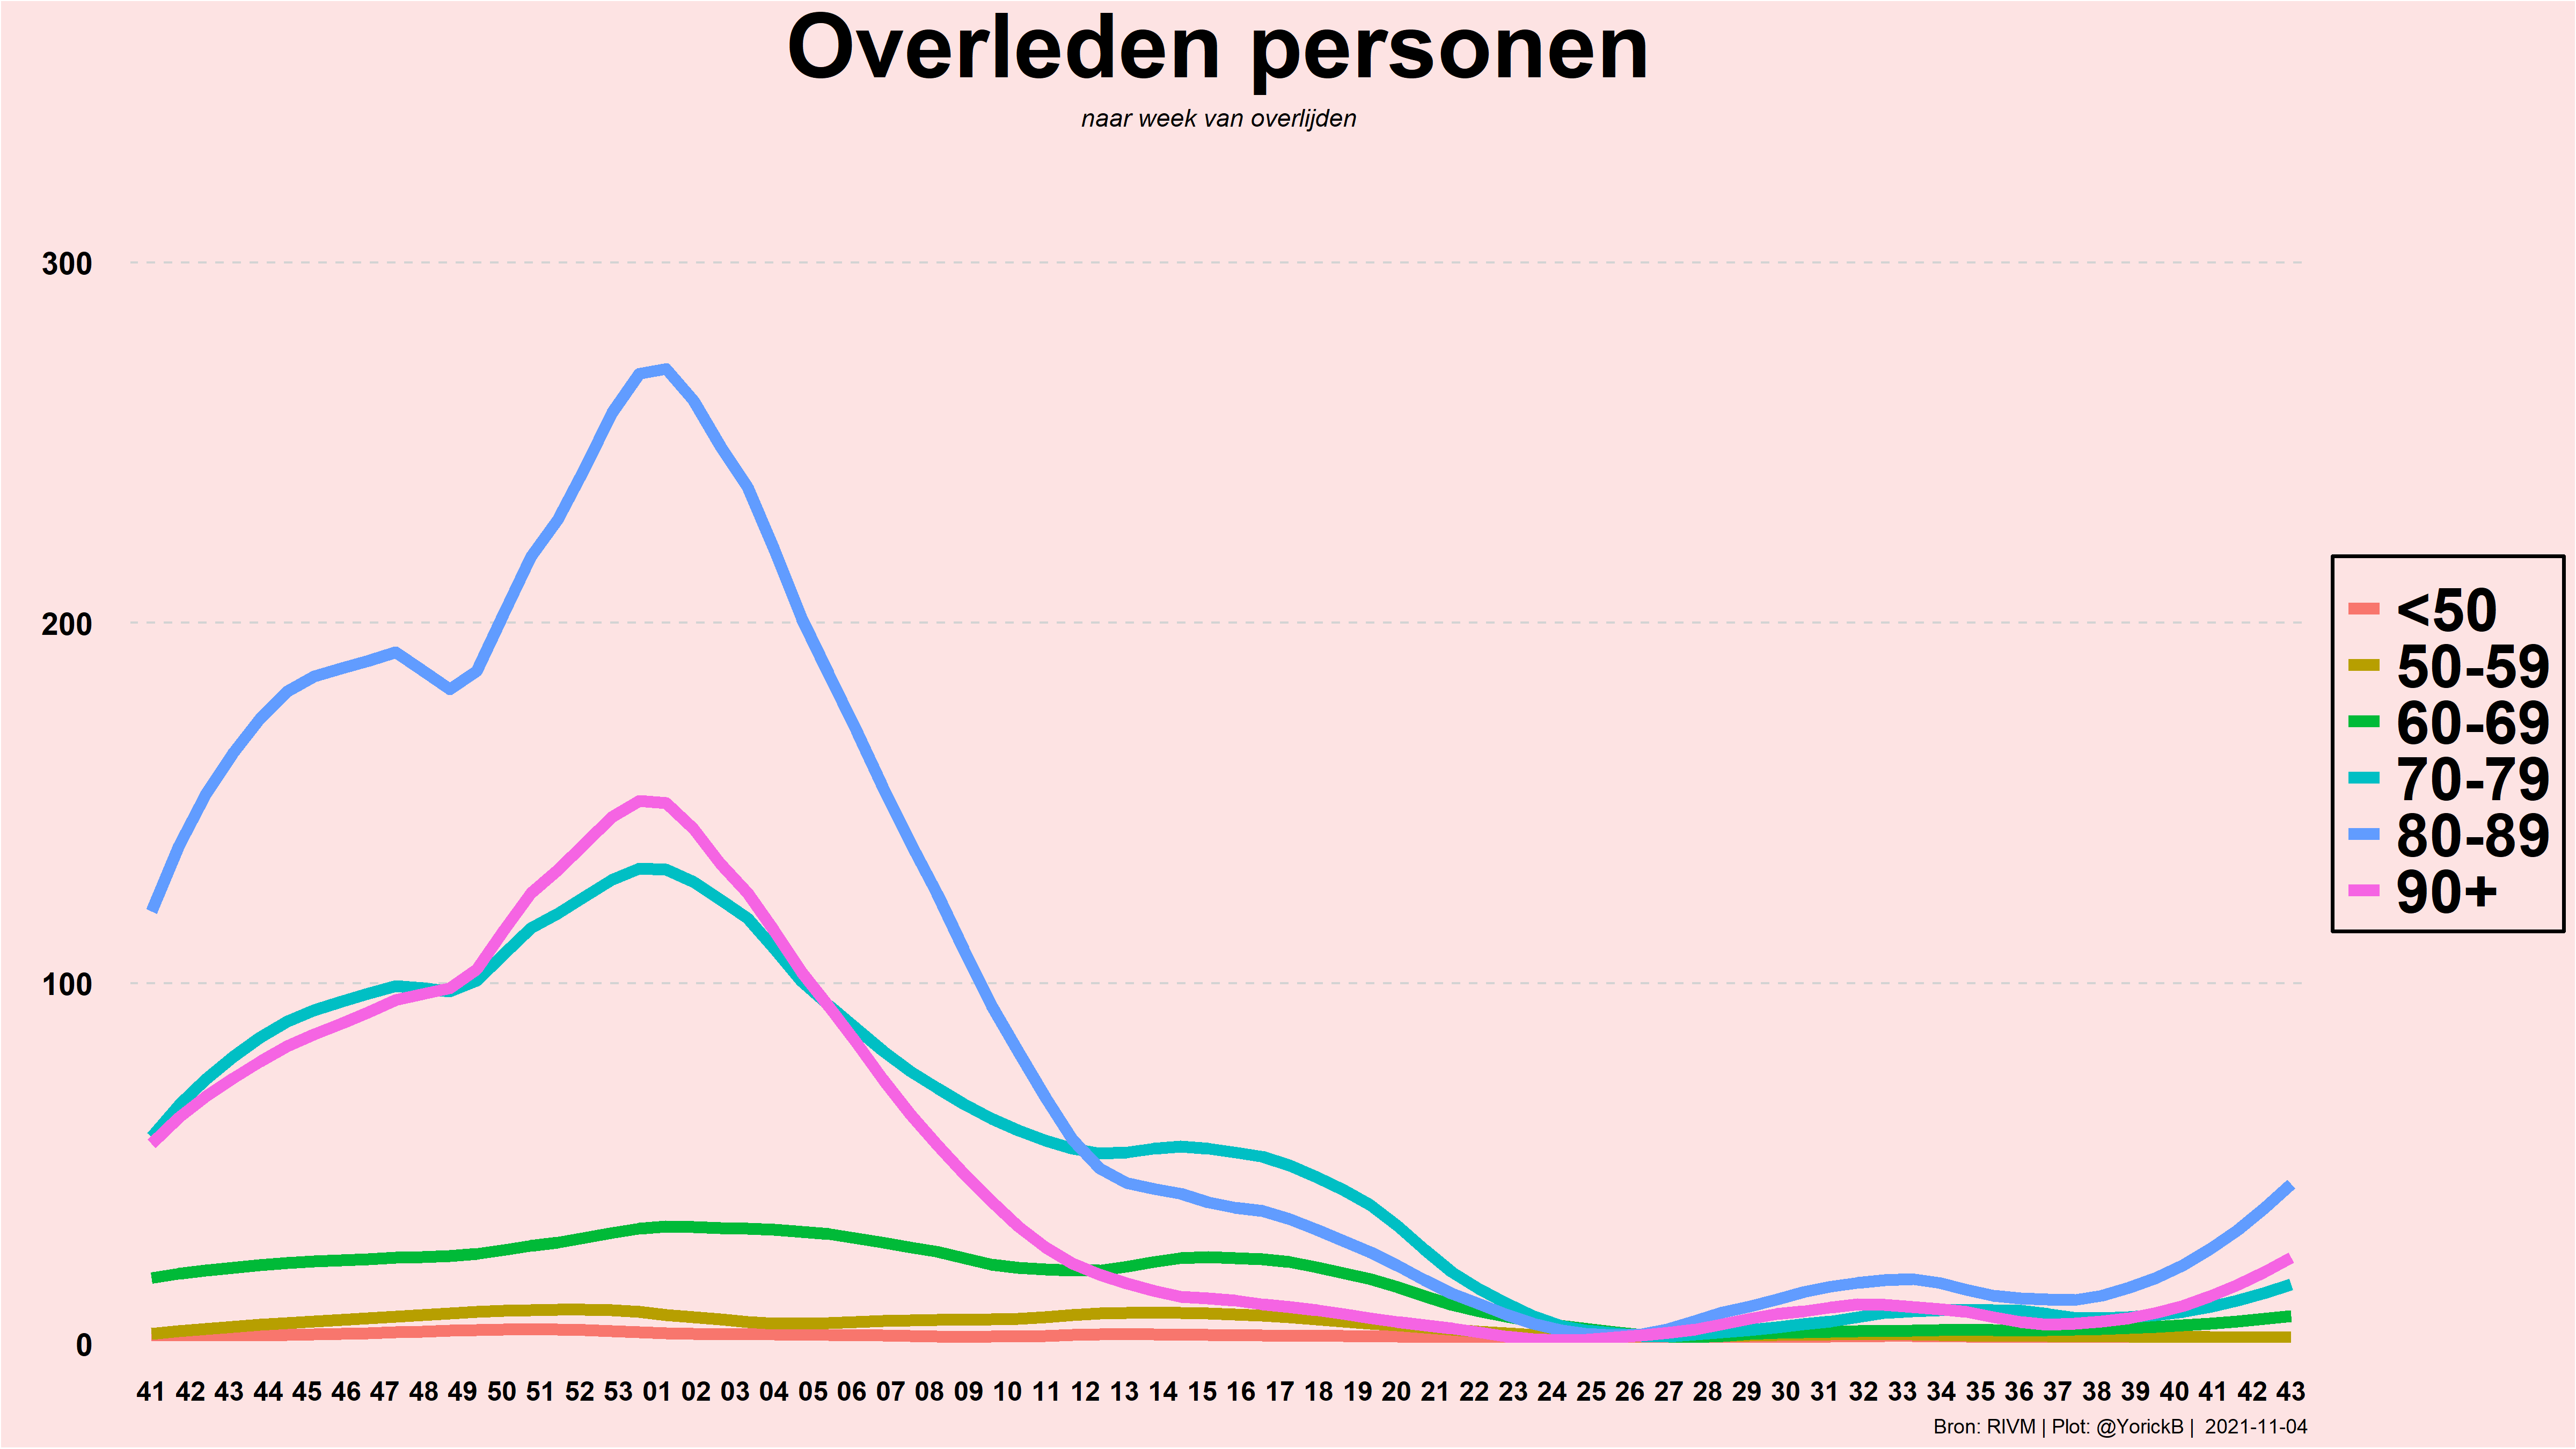 Overleden personen
naar week van overlijden
300
200
100
0
<50
50-59
60-69
70-79
80-89
90+
41 42 43 44 45 46 47 48 49 50 51 52 53 01 02 03 04 05 06 07 08 09 10 11 12 13 14 15 16 17 18 19 20 21 22 23 24 25 26 27 28 29 30 31 32 33 34 35 36 37 38 39 40 41 42 43
Bron: RIVM | Plot: @YorickB | 2021-11-04